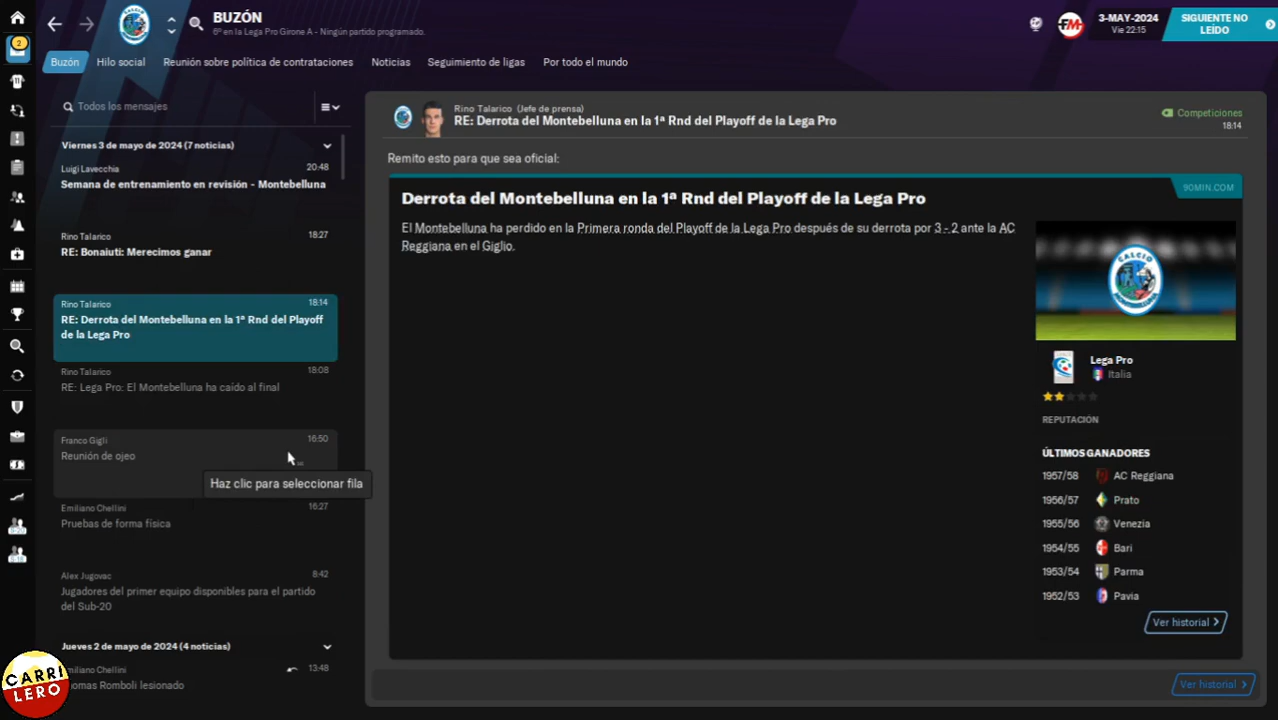 BUZÓN
6º en la Lega Pro Girone A - Ningún partido programado.
3-MAY-2024
Vie 22:15
SIGUIENTE NO
LEÍDO
2
Buzón
Hilo social
Reunión sobre política de contrataciones
Noticias
Seguimiento de ligas
Por todo el mundo
Todos los mensajes
Viernes 3 de mayo de 2024 (7 noticias)
Luigi Lavecchia
20:48
Semana de entrenamiento en revisión - Montebelluna
Rino Talarico
18:27
RE: Bonaiuti: Merecimos ganar
Rino Talarico
18:14
RE: Derrota del Montebelluna en la 1ª Rnd del Playoff
de la Lega Pro
Rino Talarico
18:08
RE: Lega Pro: El Montebelluna ha caído al final
Franco Gigli
16:50
Reunión de ojeo
Haz clic para seleccionar fila
Emiliano Chellini
16:27
Pruebas de forma física
Alex Jugovac
8:42
Jugadores del primer equipo disponibles para el partido
del Sub-20
Jueves 2 de mayo de 2024 (4 noticias)
miliano Chellini
13:48
omas Romboli lesionado
CARRI
LERO
Rino Talarico (Jefe de prensa)
RE: Derrota del Montebelluna en la 1ª Rnd del Playoff de la Lega Pro
Competiciones
18:14
Remito esto para que sea oficial:
90MIN.COM
Derrota del Montebelluna en la 1ª Rnd del Playoff de la Lega Pro
El Montebelluna ha perdido en la Primera ronda del Playoff de la Lega Pro después de su derrota por 3 - 2 ante la AC
Reggiana en el Giglio.
CALCIO
Lega Pro
Italia
REPUTACIÓN
ÚLTIMOS GANADORES
1957/58 AC Reggiana
1956/57 Prato
1955/56 Venezia
1954/55 Bari
1953/54 Parma
1952/53 Pavia
Ver historial
Ver historial